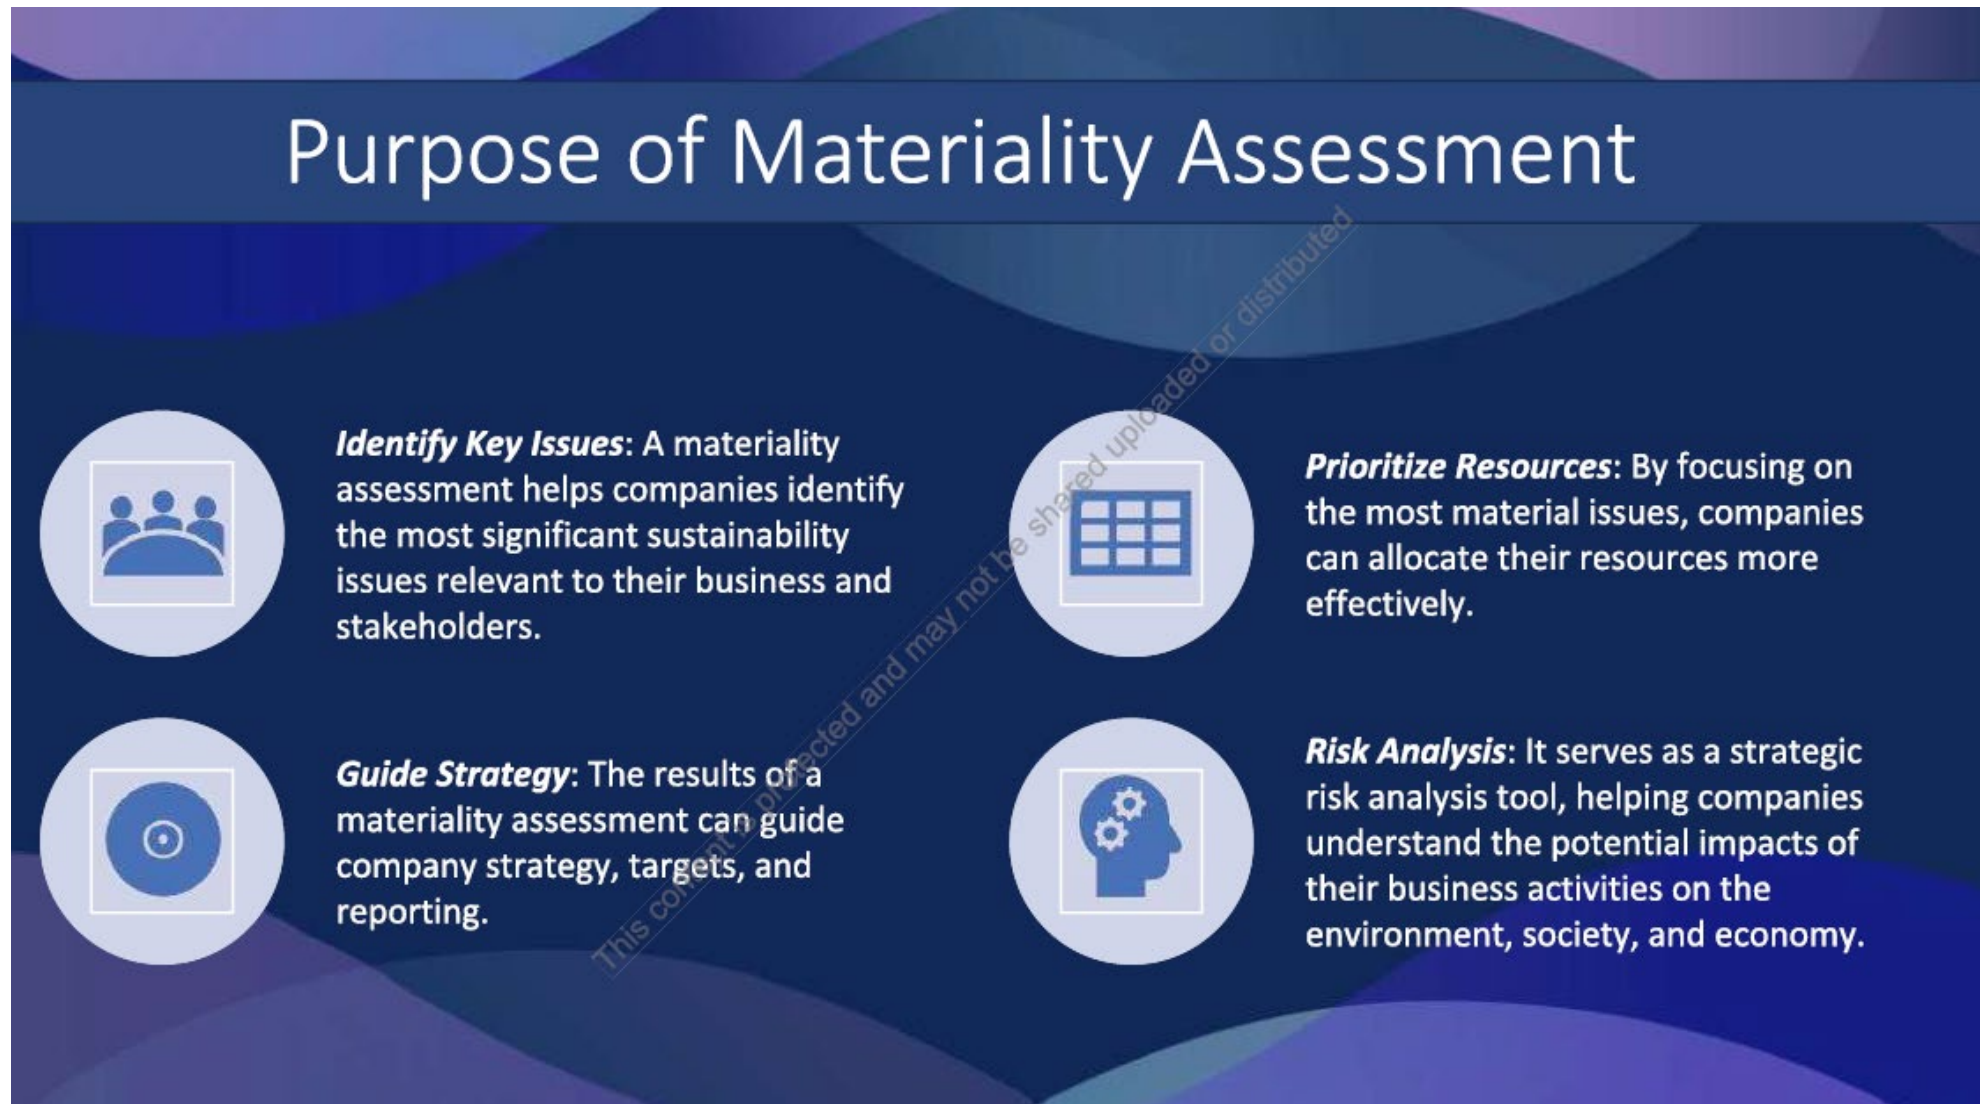 Purpose of Materiality Assessment
Identify Key Issues: A materiality
assessment helps companies identify
the most significant sustainability
issues relevant to their business and
stakeholders.
Prioritize Resources: By focusing on
the most material issues, companies
can allocate their resources more
effectively.
Guide Strategy: The results of a
materiality assessment can guide
company strategy, targets, and
reporting.
Risk Analysis: It serves as a strategic
risk analysis tool, helping companies
understand the potential impacts of
their business activities on the
environment, society, and economy.
This content is protected and may not be shared uploaded or distributed